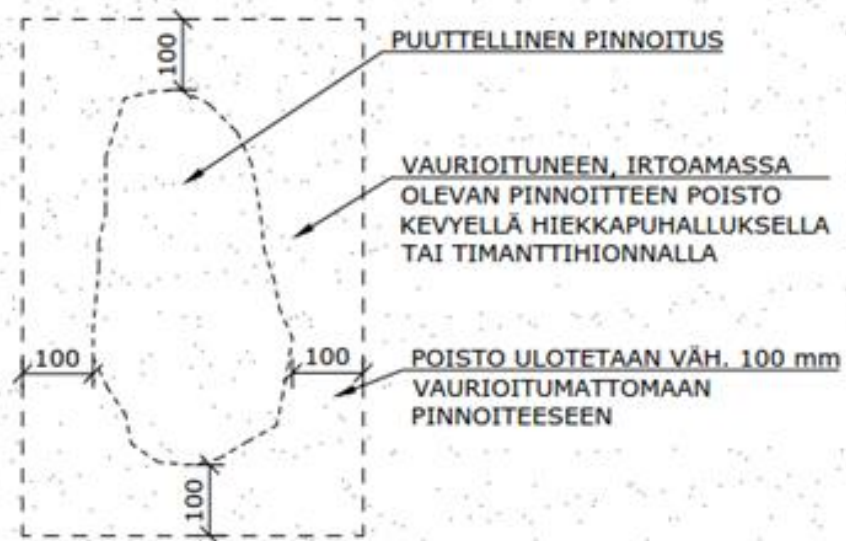 100
PUUTTELLINEN PINNOITUS
VAURIOITUNEEN, IRTOAMASSA
OLEVAN PINNOITTEEN POISTO
KEVYELLÄ HIEKKAPUHALLUKSELLA
TAI TIMANTTIHIONNALLA
100
100
POISTO ULOTETAAN VÄH. 100 mm
VAURIOITUMATTOMAAN
PINNOITEESEEN
100